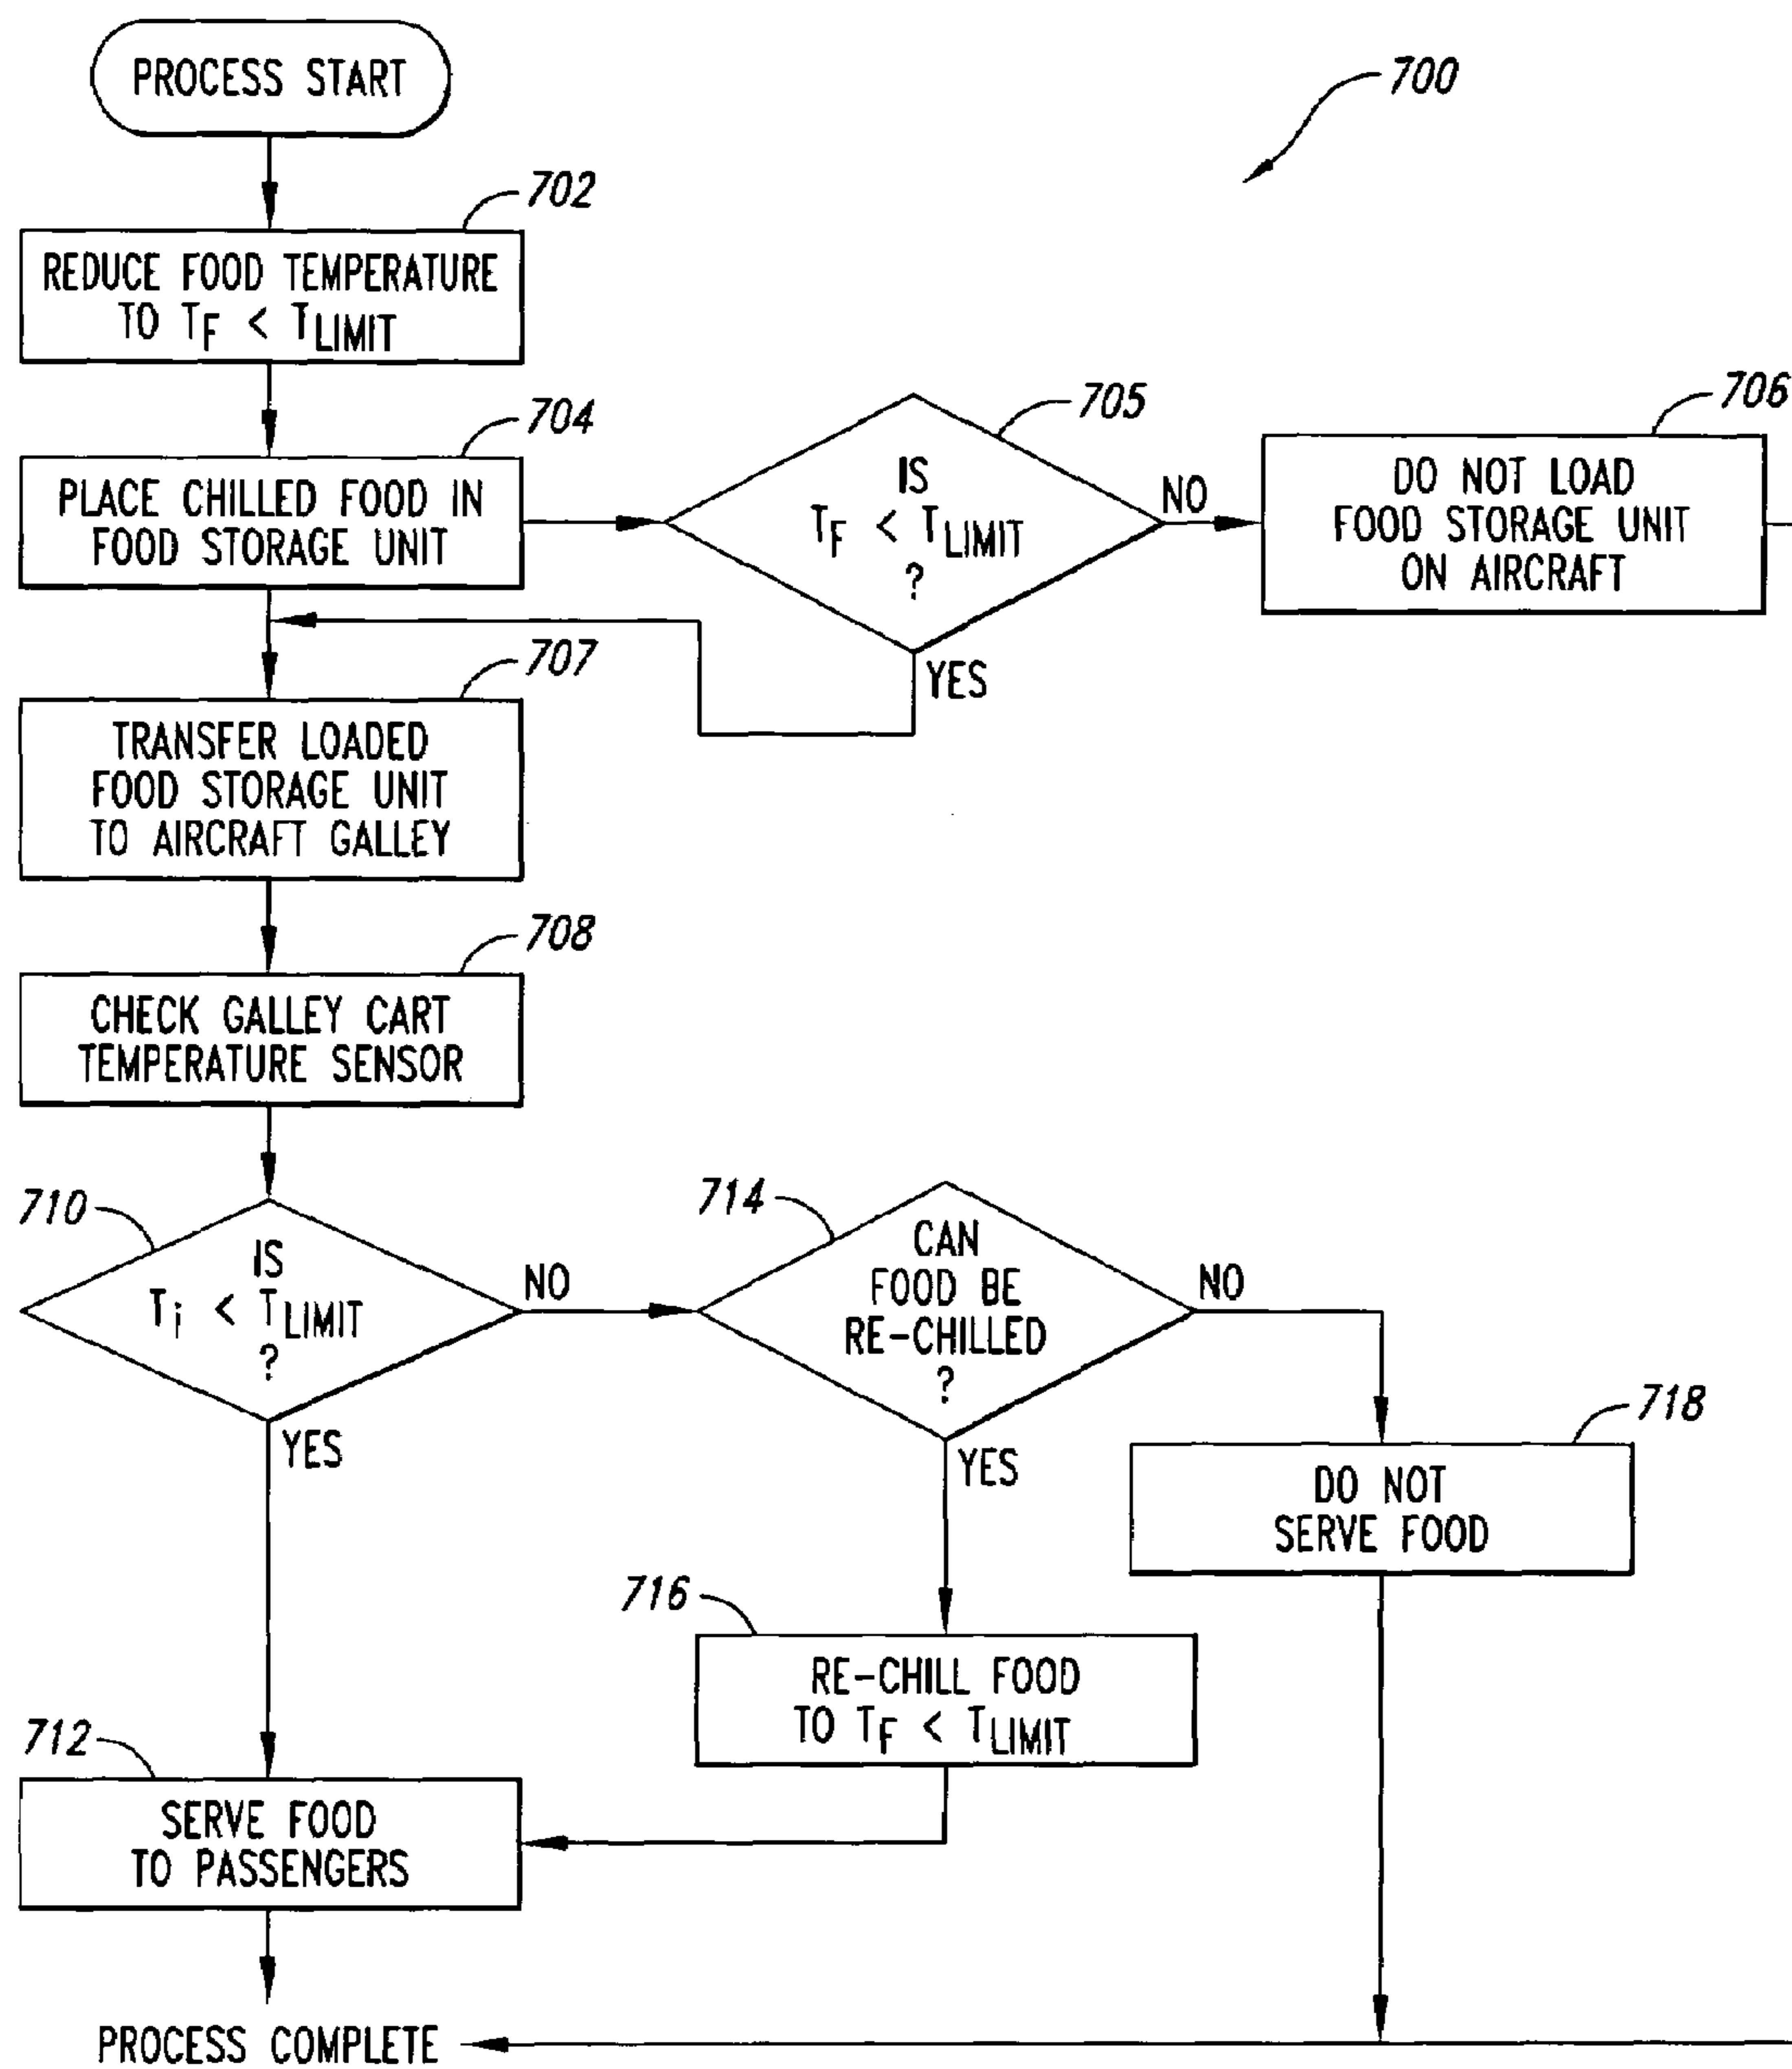 PROCESS START
700
702
REDUCE FOOD TEMPERATURE
TO TF < TLIMIT
704
PLACE CHILLED FOOD IN
FOOD STORAGE UNIT
705
IS
TF < TLIMIT
?
NO
YES
706
DO NOT LOAD
FOOD STORAGE UNIT
ON AIRCRAFT
707
TRANSFER LOADED
FOOD STORAGE UNIT
TO AIRCRAFT GALLEY
708
CHECK GALLEY CART
TEMPERATURE SENSOR
710
IS
Ti < TLIMIT
?
NO
YES
714
CAN
FOOD BE
RE-CHILLED
?
NO
YES
718
DO NOT
SERVE FOOD
716
RE-CHILL FOOD
TO TF < TLIMIT
712
SERVE FOOD
TO PASSENGERS
PROCESS COMPLETE